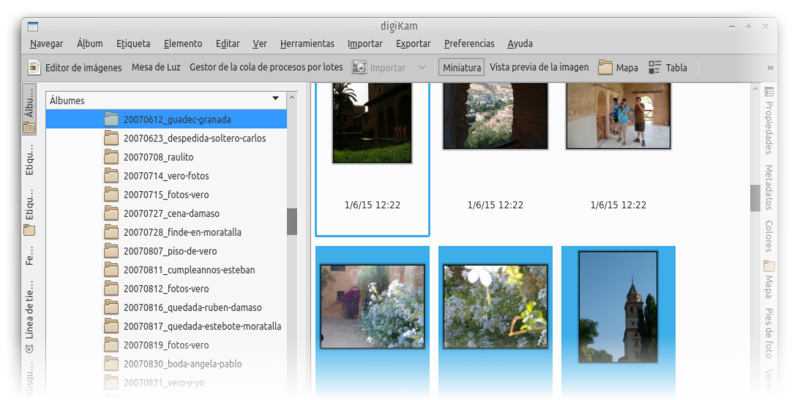 digiKam
Navegar Álbum Etiqueta Elemento Editar Ver Herramientas Importar Exportar Preferencias Ayuda
Editor de imágenes Mesa de Luz Gestor de la cola de procesos por lotes Importar Miniatura Vista previa de la imagen Mapa Tabla »
Álbu...
Etiqu...
Etiqu...
Fe...
Línea de tie...
Álbumes
20070612_guadec-granada
20070623_despedida-soltero-carlos
20070708_raulito
20070714_vero-fotos
20070715_fotos-vero
20070727_cena-damaso
20070728_finde-en-moratalla
20070807_piso-de-vero
20070811_cumpleannos-esteban
20070812_fotos-vero
20070816_quedada-ruben-damaso
20070817_quedada-estebote-moratalla
20070819_fotos-vero
20070830_boda-angela-pablo
20070831_vero-y-yo
1/6/15 12:22 1/6/15 12:22 1/6/15 12:22
Propiedades
Metadatos
Colores
Mapa
Pies de foto